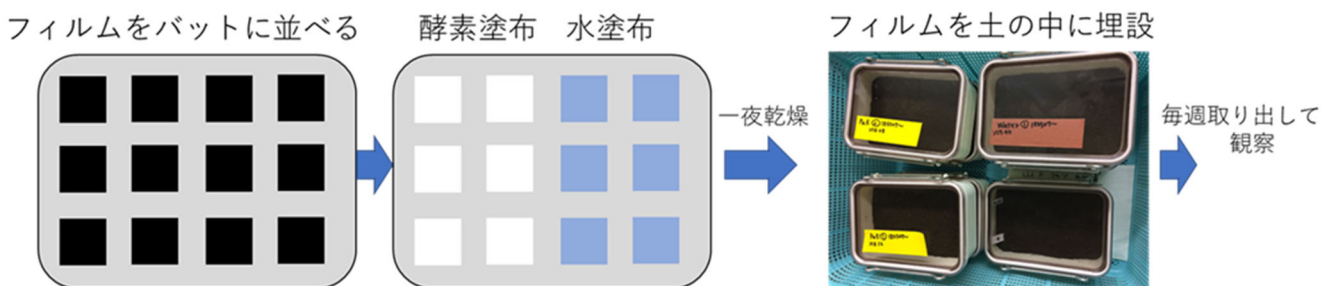 フィルムをバットに並べる
酵素塗布　水塗布
一夜乾燥
フィルムを土の中に埋設
毎週取り出して
観察